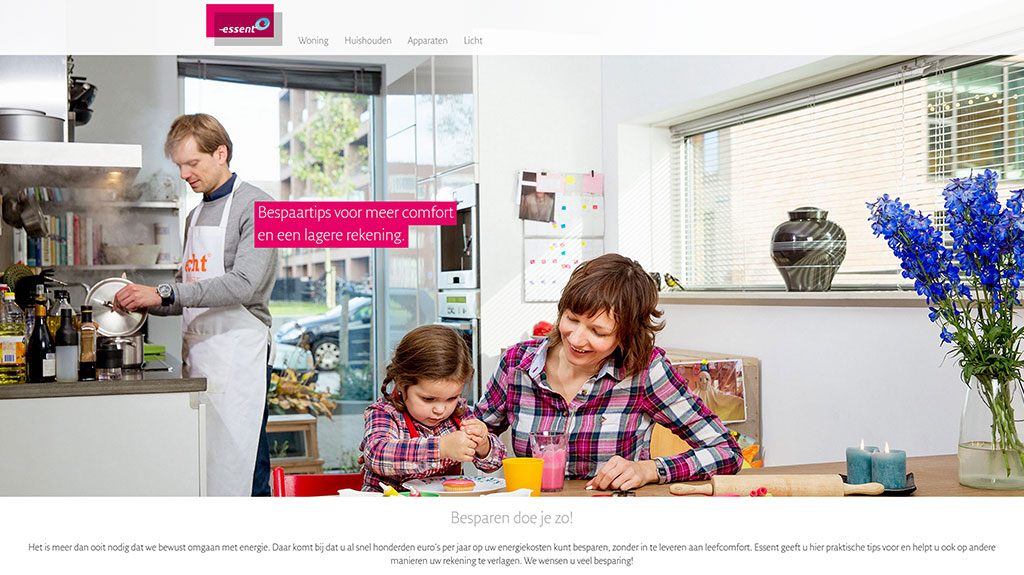 -essent
Woning Huishouden Apparaten Licht
Bespaartips voor meer comfort
en een lagere rekening.
cht
Besparen doe je zo!
Het is meer dan ooit nodig dat we bewust omgaan met energie. Daar komt bij dat u al snel honderden euro's per jaar op uw energiekosten kunt besparen, zonder in te leveren aan leefcomfort. Essent geeft u hier praktische tips voor en helpt u ook op andere
manieren uw rekening te verlagen. We wensen u veel besparing!